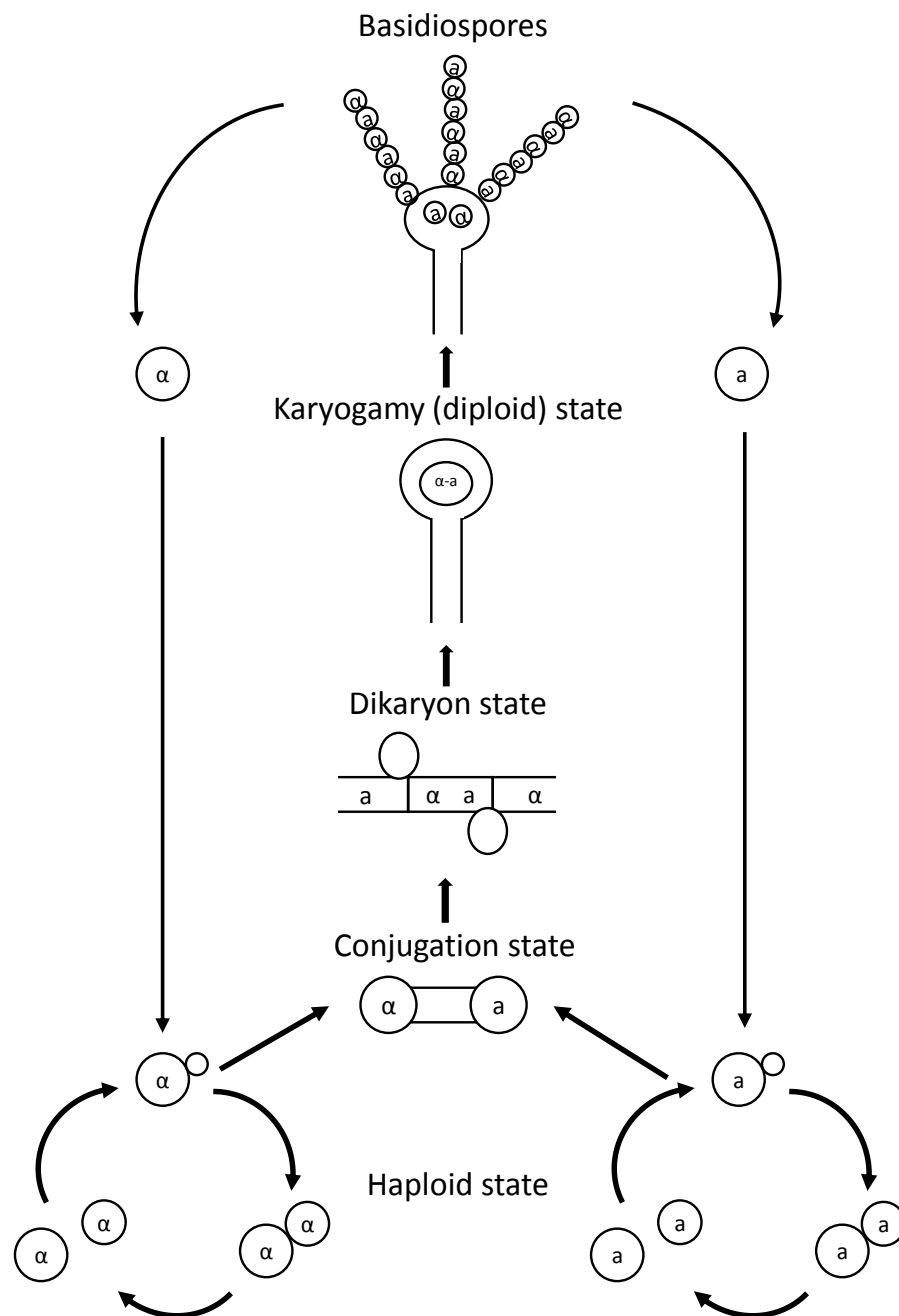 Basidiospores
α a α a α a
a α a α a α
α a α a α a
a α
α
a
Karyogamy (diploid) state
α-a
Dikaryon state
a α a α
Conjugation state
α a
α
a
Haploid state
α α
α α
a a
a a